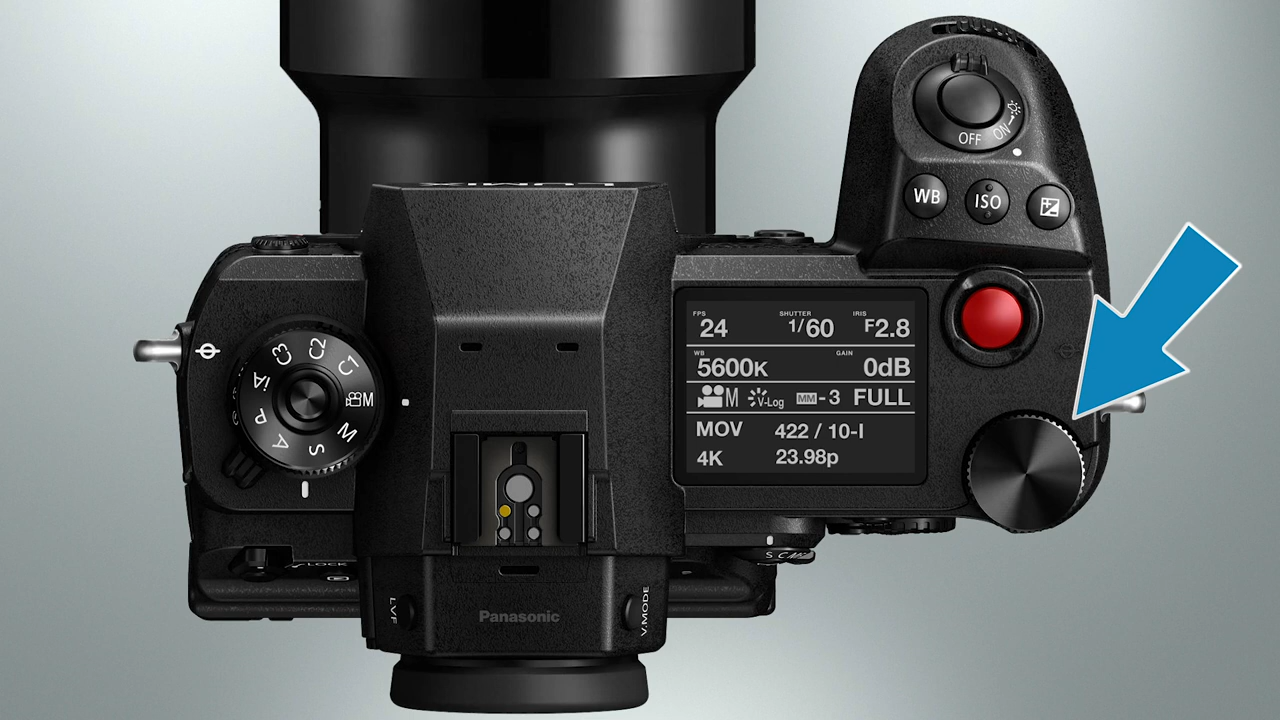 LUMIX
OFF ON
WB ISO
C3 C2 C1
iA M
P A S M
FPS SHUTTER IRIS
24 1/60 F2.8
WB GAIN
5600K 0dB
M V-Log MM-3 FULL
MOV 422 / 10-I
4K 23.98p
LOCK
S C M
LVF
Panasonic
V.MODE